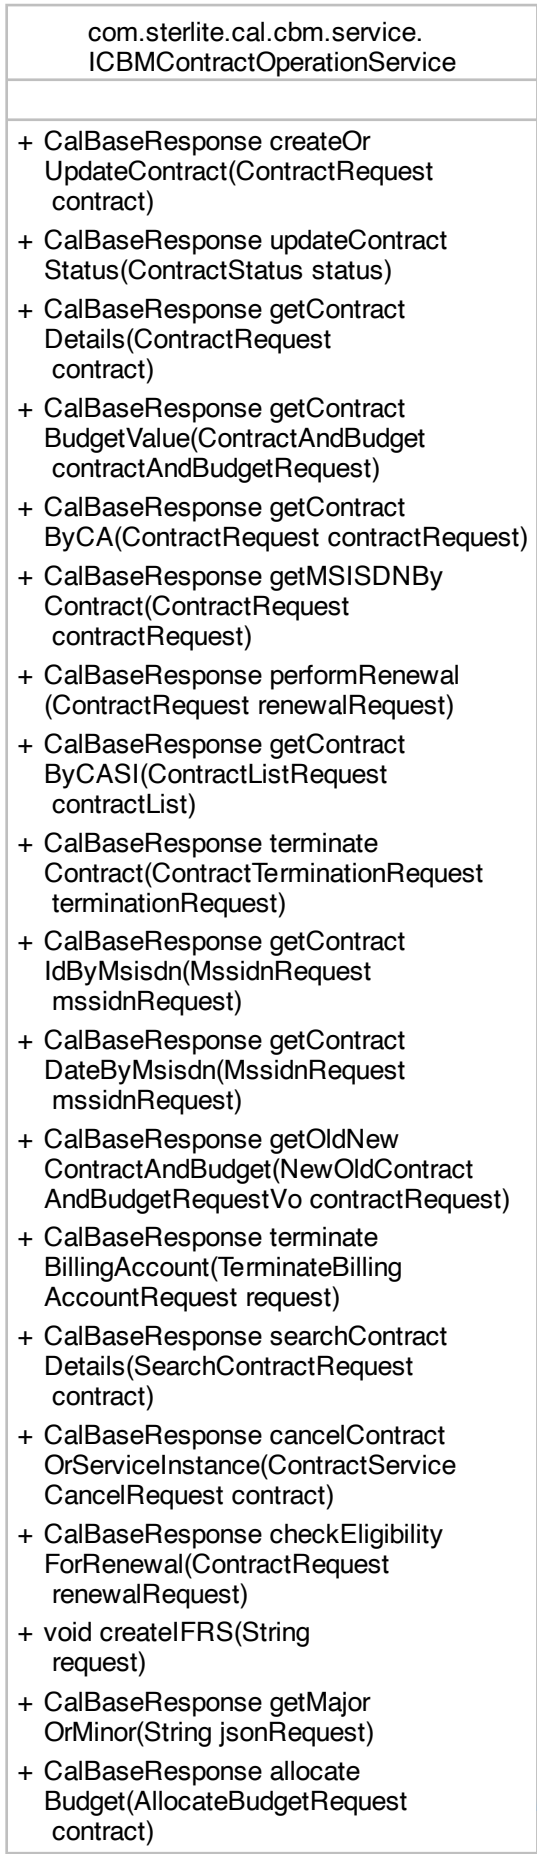 com.sterlite.cal.cbm.service.
ICBMContractOperationService
+ CalBaseResponse createOr
UpdateContract(ContractRequest
contract)
+ CalBaseResponse updateContract
Status(ContractStatus status)
+ CalBaseResponse getContract
Details(ContractRequest
contract)
+ CalBaseResponse getContract
BudgetValue(ContractAndBudget
contractAndBudgetRequest)
+ CalBaseResponse getContract
ByCA(ContractRequest contractRequest)
+ CalBaseResponse getMSISDNBy
Contract(ContractRequest
contractRequest)
+ CalBaseResponse performRenewal
(ContractRequest renewalRequest)
+ CalBaseResponse getContract
ByCASI(ContractListRequest
contractList)
+ CalBaseResponse terminate
Contract(ContractTerminationRequest
terminationRequest)
+ CalBaseResponse getContract
IdByMsisdn(MssidnRequest
mssidnRequest)
+ CalBaseResponse getContract
DateByMsisdn(MssidnRequest
mssidnRequest)
+ CalBaseResponse getOldNew
ContractAndBudget(NewOldContract
AndBudgetRequestVo contractRequest)
+ CalBaseResponse terminate
BillingAccount(TerminateBilling
AccountRequest request)
+ CalBaseResponse searchContract
Details(SearchContractRequest
contract)
+ CalBaseResponse cancelContract
OrServiceInstance(ContractService
CancelRequest contract)
+ CalBaseResponse checkEligibility
ForRenewal(ContractRequest
renewalRequest)
+ void createIFRS(String
request)
+ CalBaseResponse getMajor
OrMinor(String jsonRequest)
+ CalBaseResponse allocate
Budget(AllocateBudgetRequest
contract)